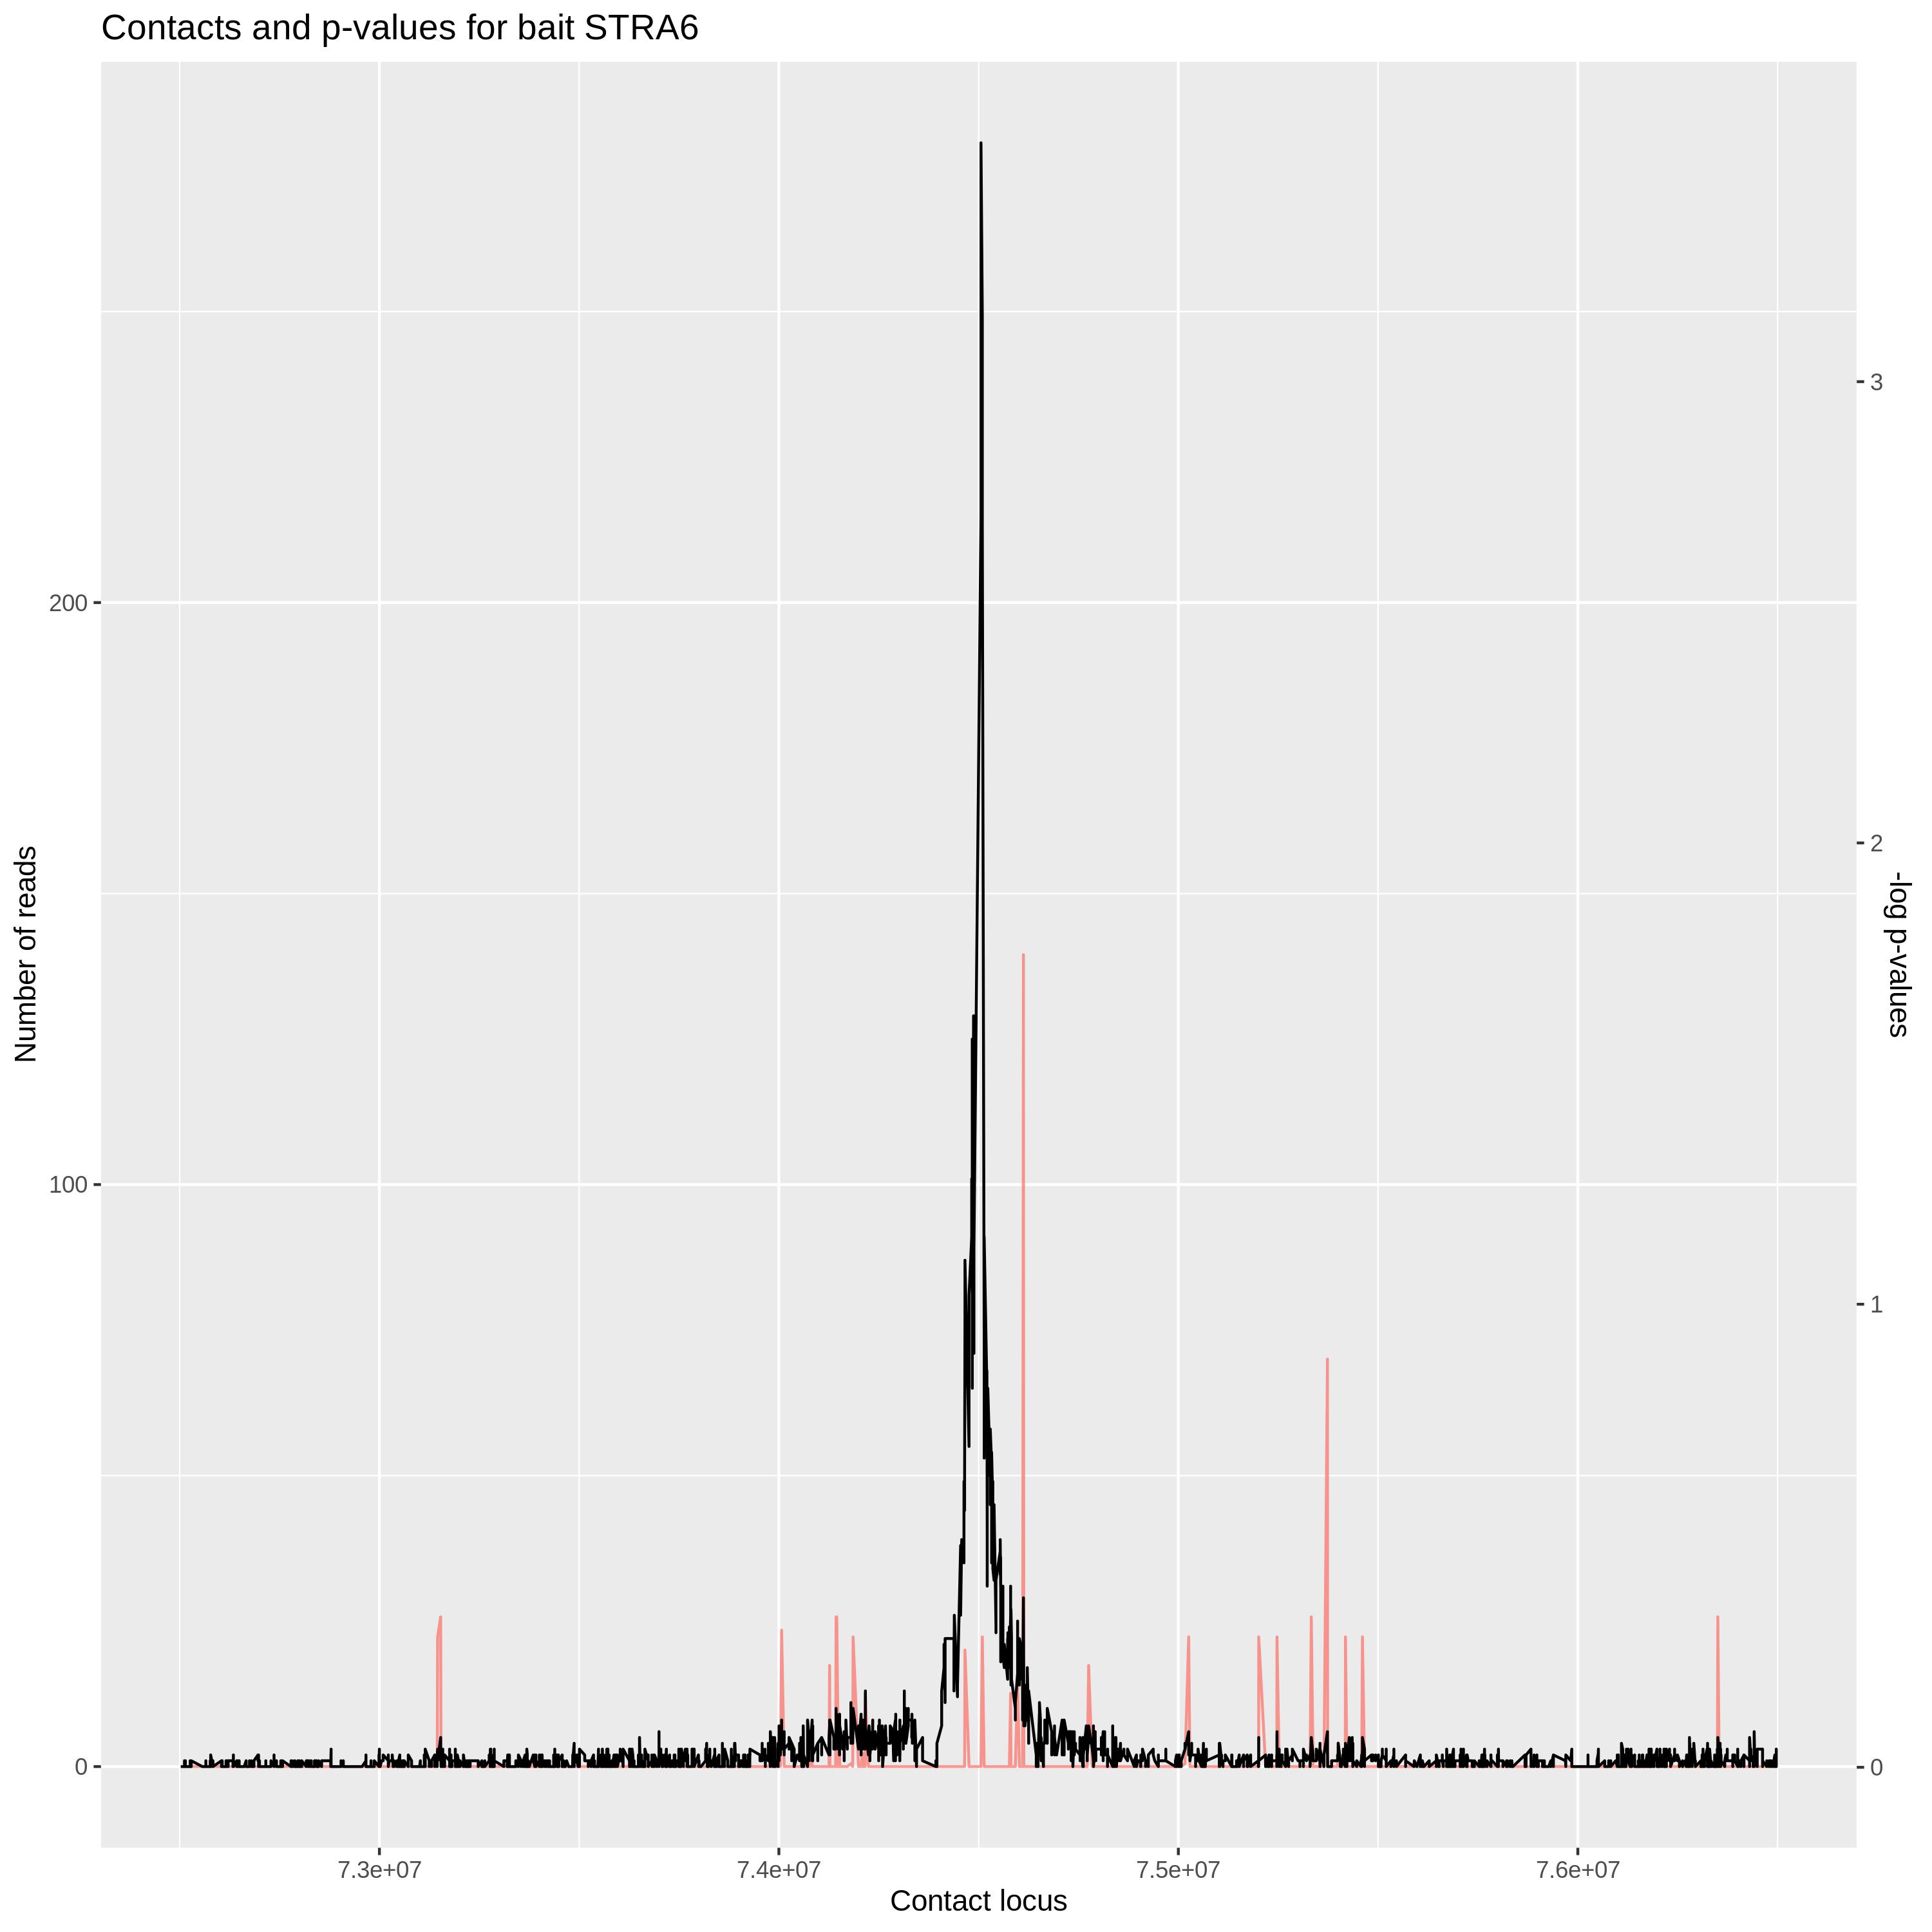 Contacts and p-values for bait STRA6
Number of reads
200
100
0
3
2
1
0
-log p-values
7.3e+07
7.4e+07
7.5e+07
7.6e+07
Contact locus